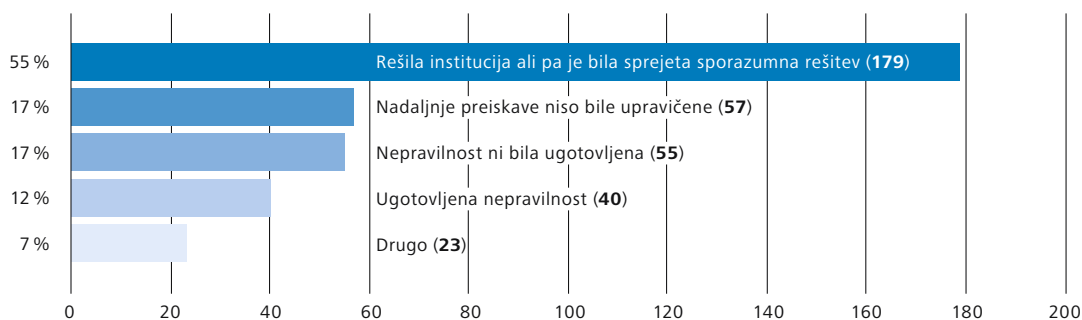 55 % Rešila institucija ali pa je bila sprejeta sporazumna rešitev (179)
17 % Nadaljnje preiskave niso bile upravičene (57)
17 % Nepravilnost ni bila ugotovljena (55)
12 % Ugotovljena nepravilnost (40)
7 % Drugo (23)
0 20 40 60 80 100 120 140 160 180 200